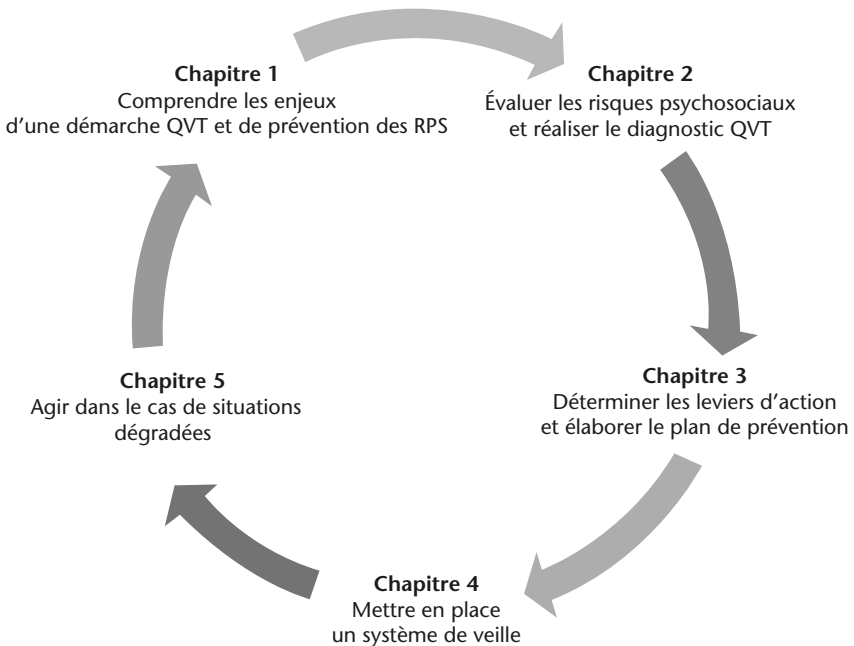 Chapitre 1
Comprendre les enjeux
d’une démarche QVT et de prévention des RPS
Chapitre 2
Évaluer les risques psychosociaux
et réaliser le diagnostic QVT
Chapitre 3
Déterminer les leviers d’action
et élaborer le plan de prévention
Chapitre 4
Mettre en place
un système de veille
Chapitre 5
Agir dans le cas de situations
dégradées